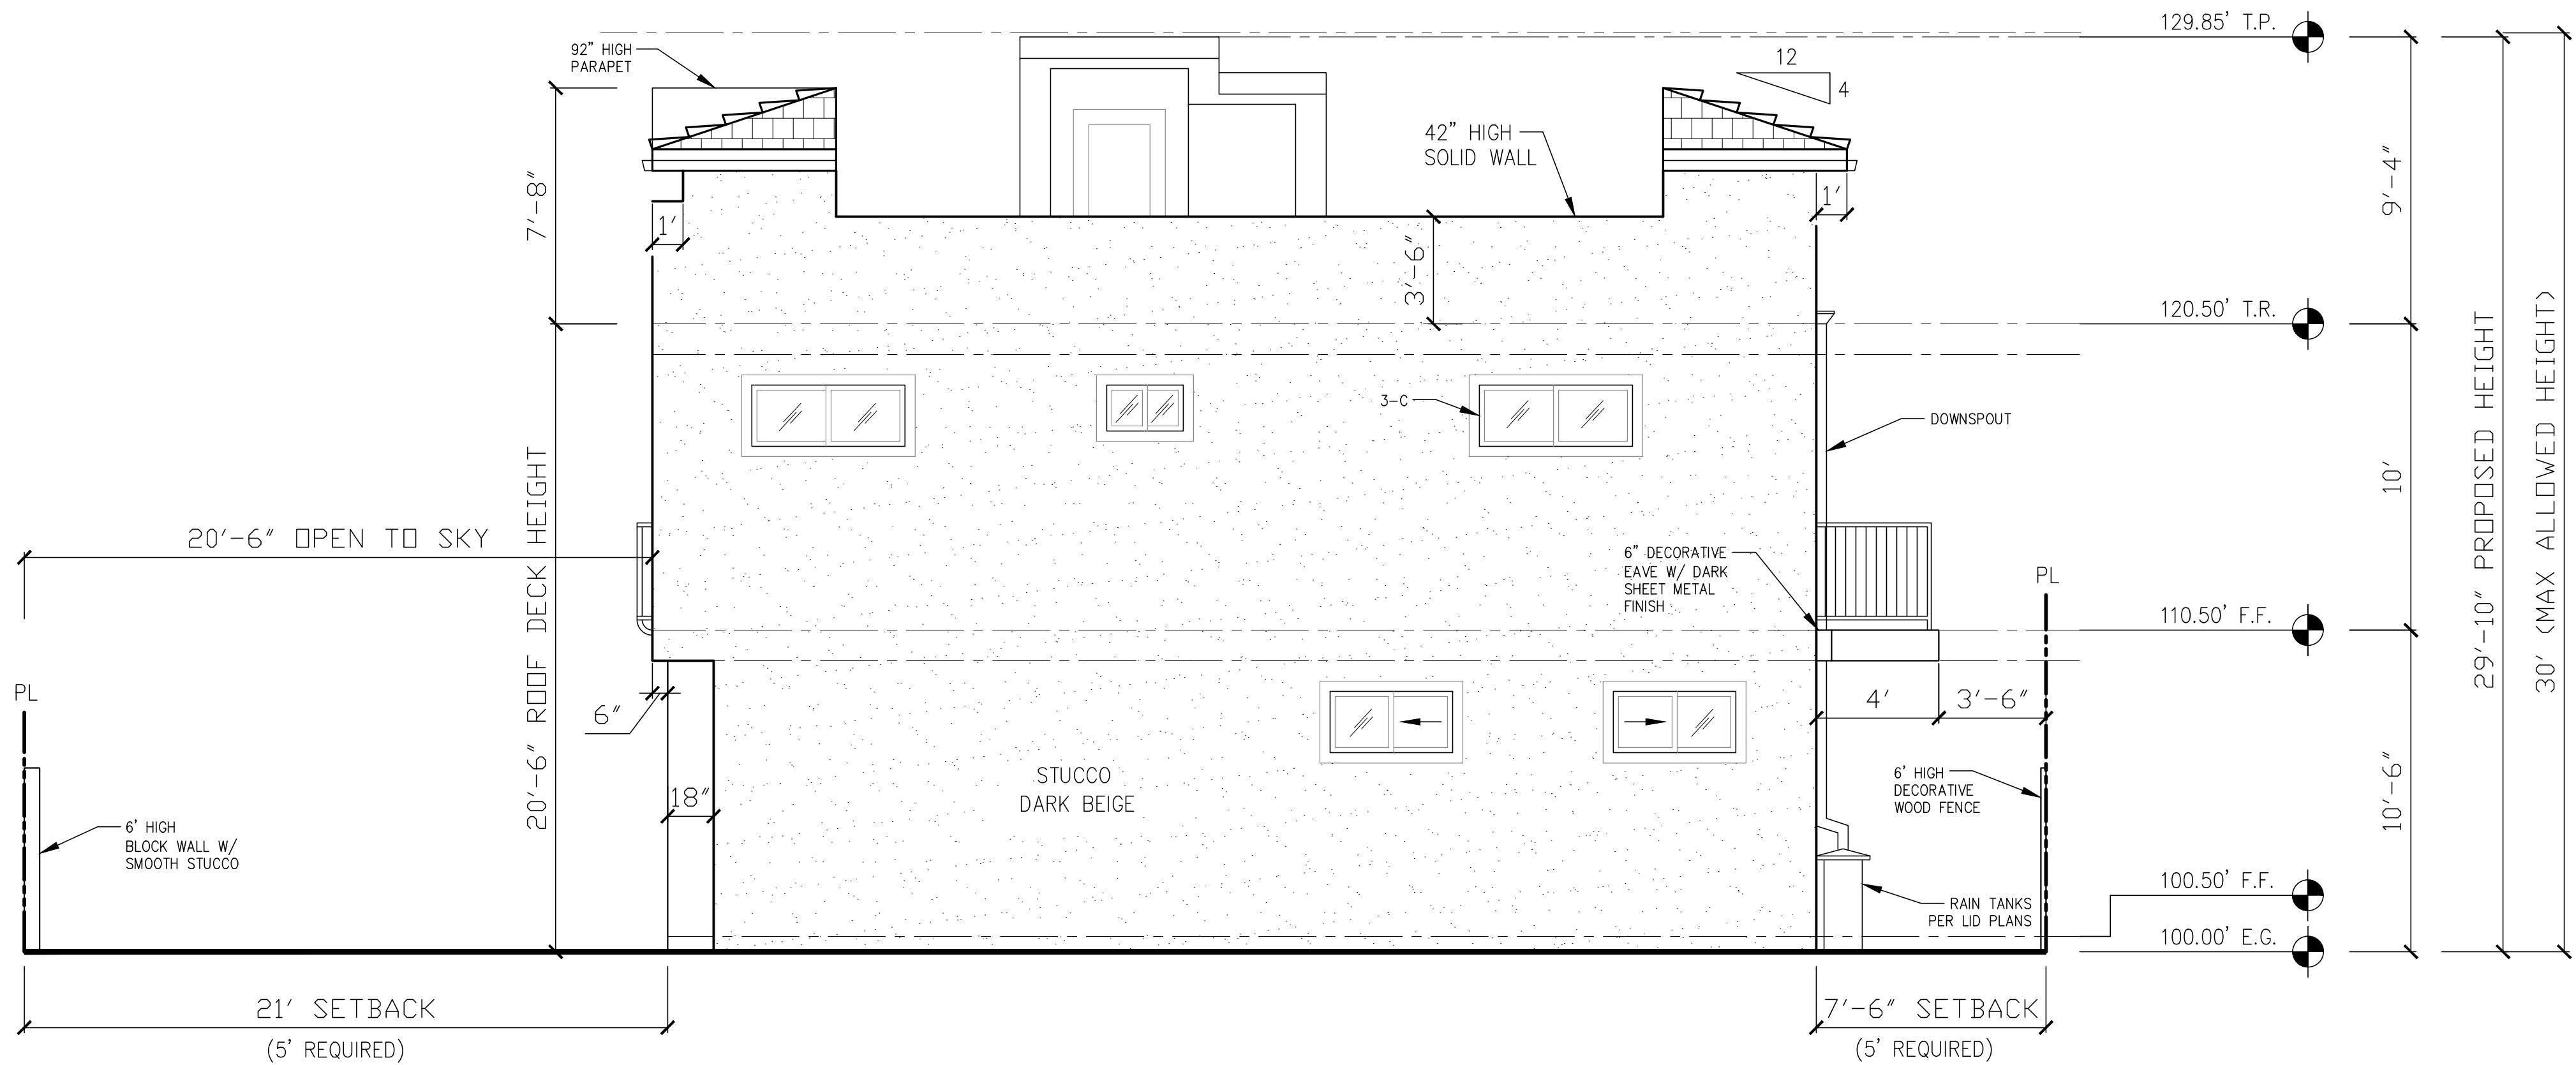 129.85' T.P.
92" HIGH
PARAPET
12
4
42" HIGH
SOLID WALL
7'-8"
1'
1'
9'-4"
3'-6"
120.50' T.R.
3-C
DOWNSPOUT
20'-6" OPEN TO SKY
20'-6" ROOF DECK HEIGHT
10'
29'-10" PROPOSED HEIGHT
30' (MAX ALLOWED HEIGHT)
6" DECORATIVE
EAVE W/ DARK
SHEET METAL
FINISH
PL
110.50' F.F.
PL
6"
4'
3'-6"
STUCCO
DARK BEIGE
18"
6' HIGH
DECORATIVE
WOOD FENCE
10'-6"
6' HIGH
BLOCK WALL W/
SMOOTH STUCCO
100.50' F.F.
RAIN TANKS
PER LID PLANS
100.00' E.G.
21' SETBACK
(5' REQUIRED)
7'-6" SETBACK
(5' REQUIRED)